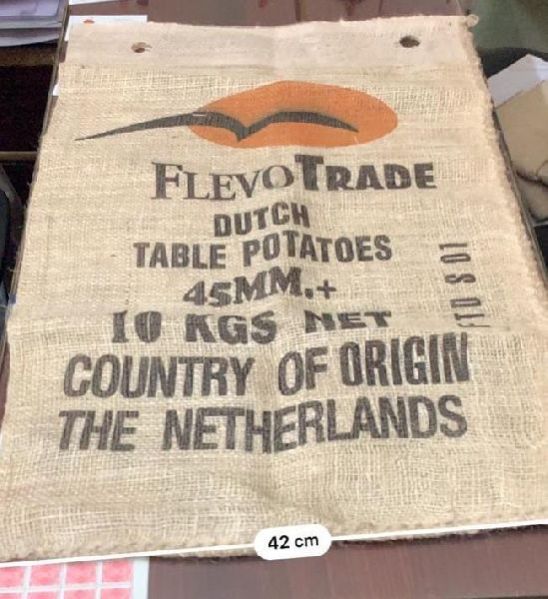 FLEVOTRADE
DUTCH
TABLE POTATOES
45MM.+
10 KGS NET
COUNTRY OF ORIGIN
THE NETHERLANDS
FTD S 01
42 cm